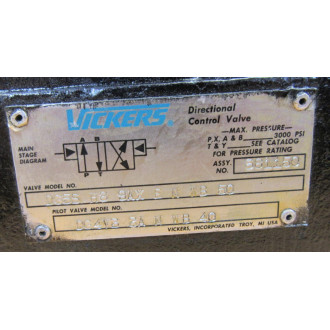 VICKERS®
Directional
Control Valve
MAIN
STAGE
DIAGRAM
A B
P T
—MAX. PRESSURE—
P,X, A & B 3000 PSI
T & Y SEE CATALOG
FOR PRESSURE RATING
ASSY.
NO.
VALVE MODEL NO.
PILOT VALVE MODEL NO.
VICKERS, INCORPORATED TROY, MI USA